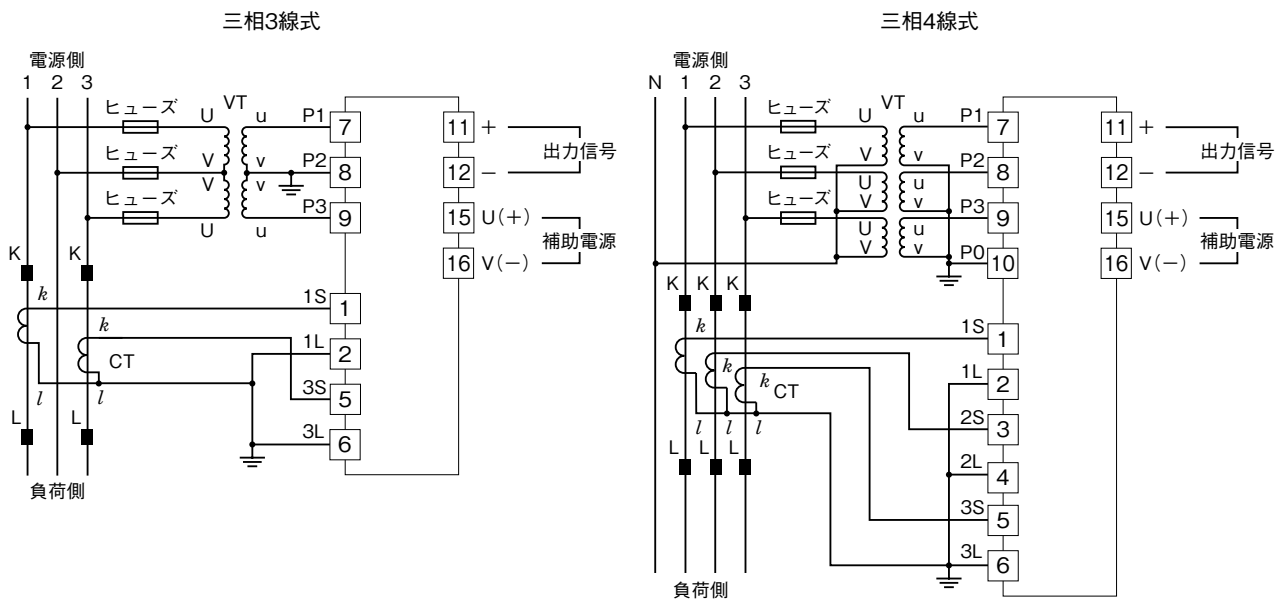 三相3線式
電源側
1 2 3
ヒューズ U VT u P1 7 11 +
出力信号
ヒューズ V v P2 8 12 −
V v
ヒューズ U u P3 9 15 U(+)
補助電源
16 V(−)
K K
k 1S 1
k 1L 2
CT
l l 3S 5
L L 3L 6
負荷側
三相4線式
電源側
N 1 2 3
ヒューズ U VT u P1 7 11 +
出力信号
ヒューズ V v P2 8 12 −
U u
V v
ヒューズ P3 9 15 U(+)
U u
補助電源
V v P0 10 16 V(−)
K K K
k 1S 1
k 1L 2
k CT
l l l 2S 3
L L L 2L 4
3S 5
3L 6
負荷側